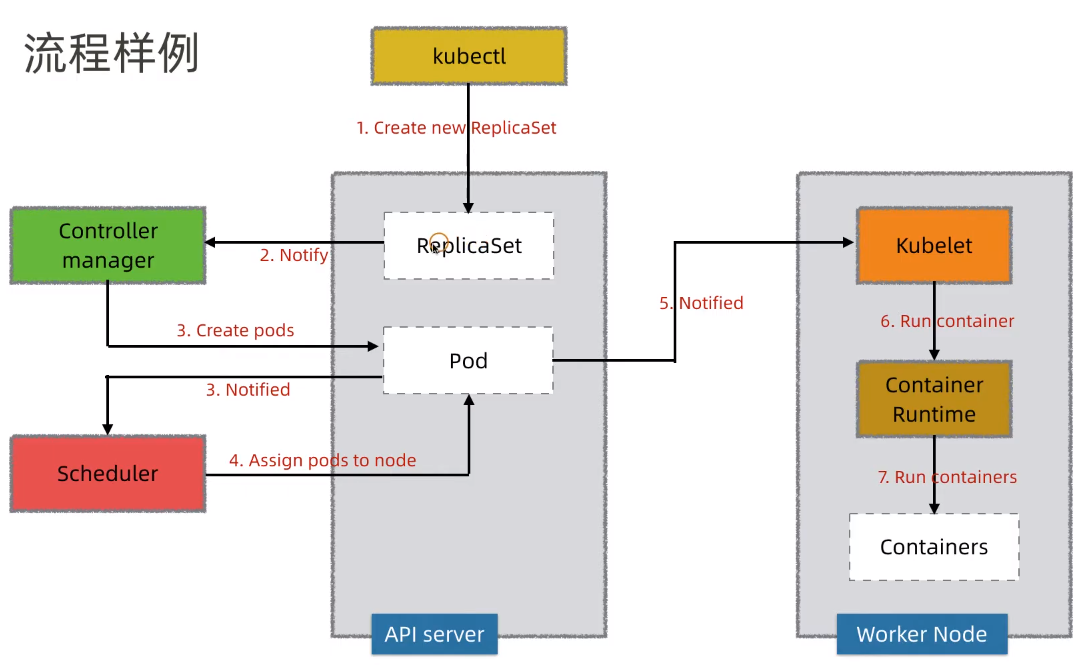 流程样例
kubectl
1. Create new ReplicaSet
Controller
manager
2. Notify
ReplicaSet
3. Create pods
Pod
3. Notified
Scheduler
4. Assign pods to node
API server
5. Notified
Kubelet
6. Run container
Container
Runtime
7. Run containers
Containers
Worker Node